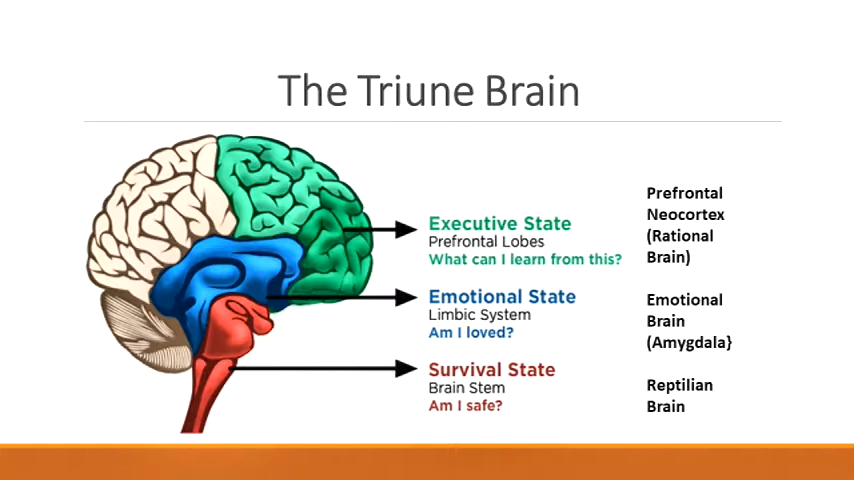 The Triune Brain
Executive State
Prefrontal Lobes
What can I learn from this?
Emotional State
Limbic System
Am I loved?
Survival State
Brain Stem
Am I safe?
Prefrontal
Neocortex
(Rational
Brain)
Emotional
Brain
(Amygdala}
Reptilian
Brain